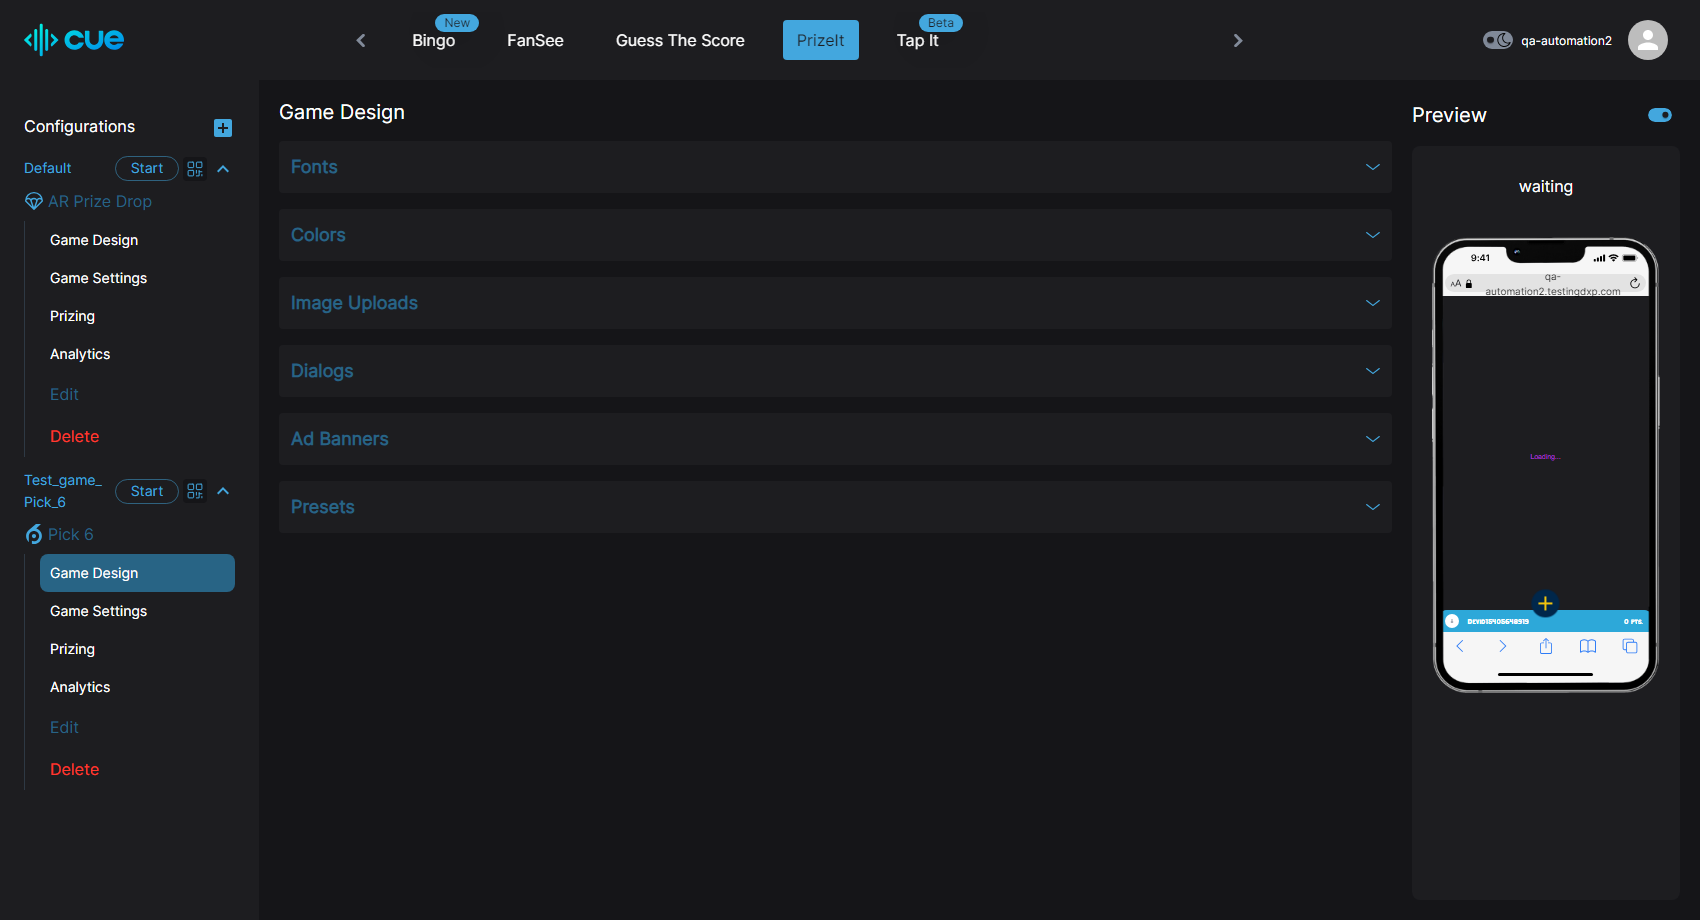 cue
New
Bingo
FanSee
Guess The Score
PrizeIt
Beta
Tap It
qa-automation2
Configurations
Default
Start
AR Prize Drop
Game Design
Game Settings
Prizing
Analytics
Edit
Delete
Test_game_
Pick_6
Start
Pick 6
Game Design
Game Settings
Prizing
Analytics
Edit
Delete
Game Design
Fonts
Colors
Image Uploads
Dialogs
Ad Banners
Presets
Preview
waiting
9:41
AA
qa-
automation2.testingdxp.com
Loading...
0 PTS.